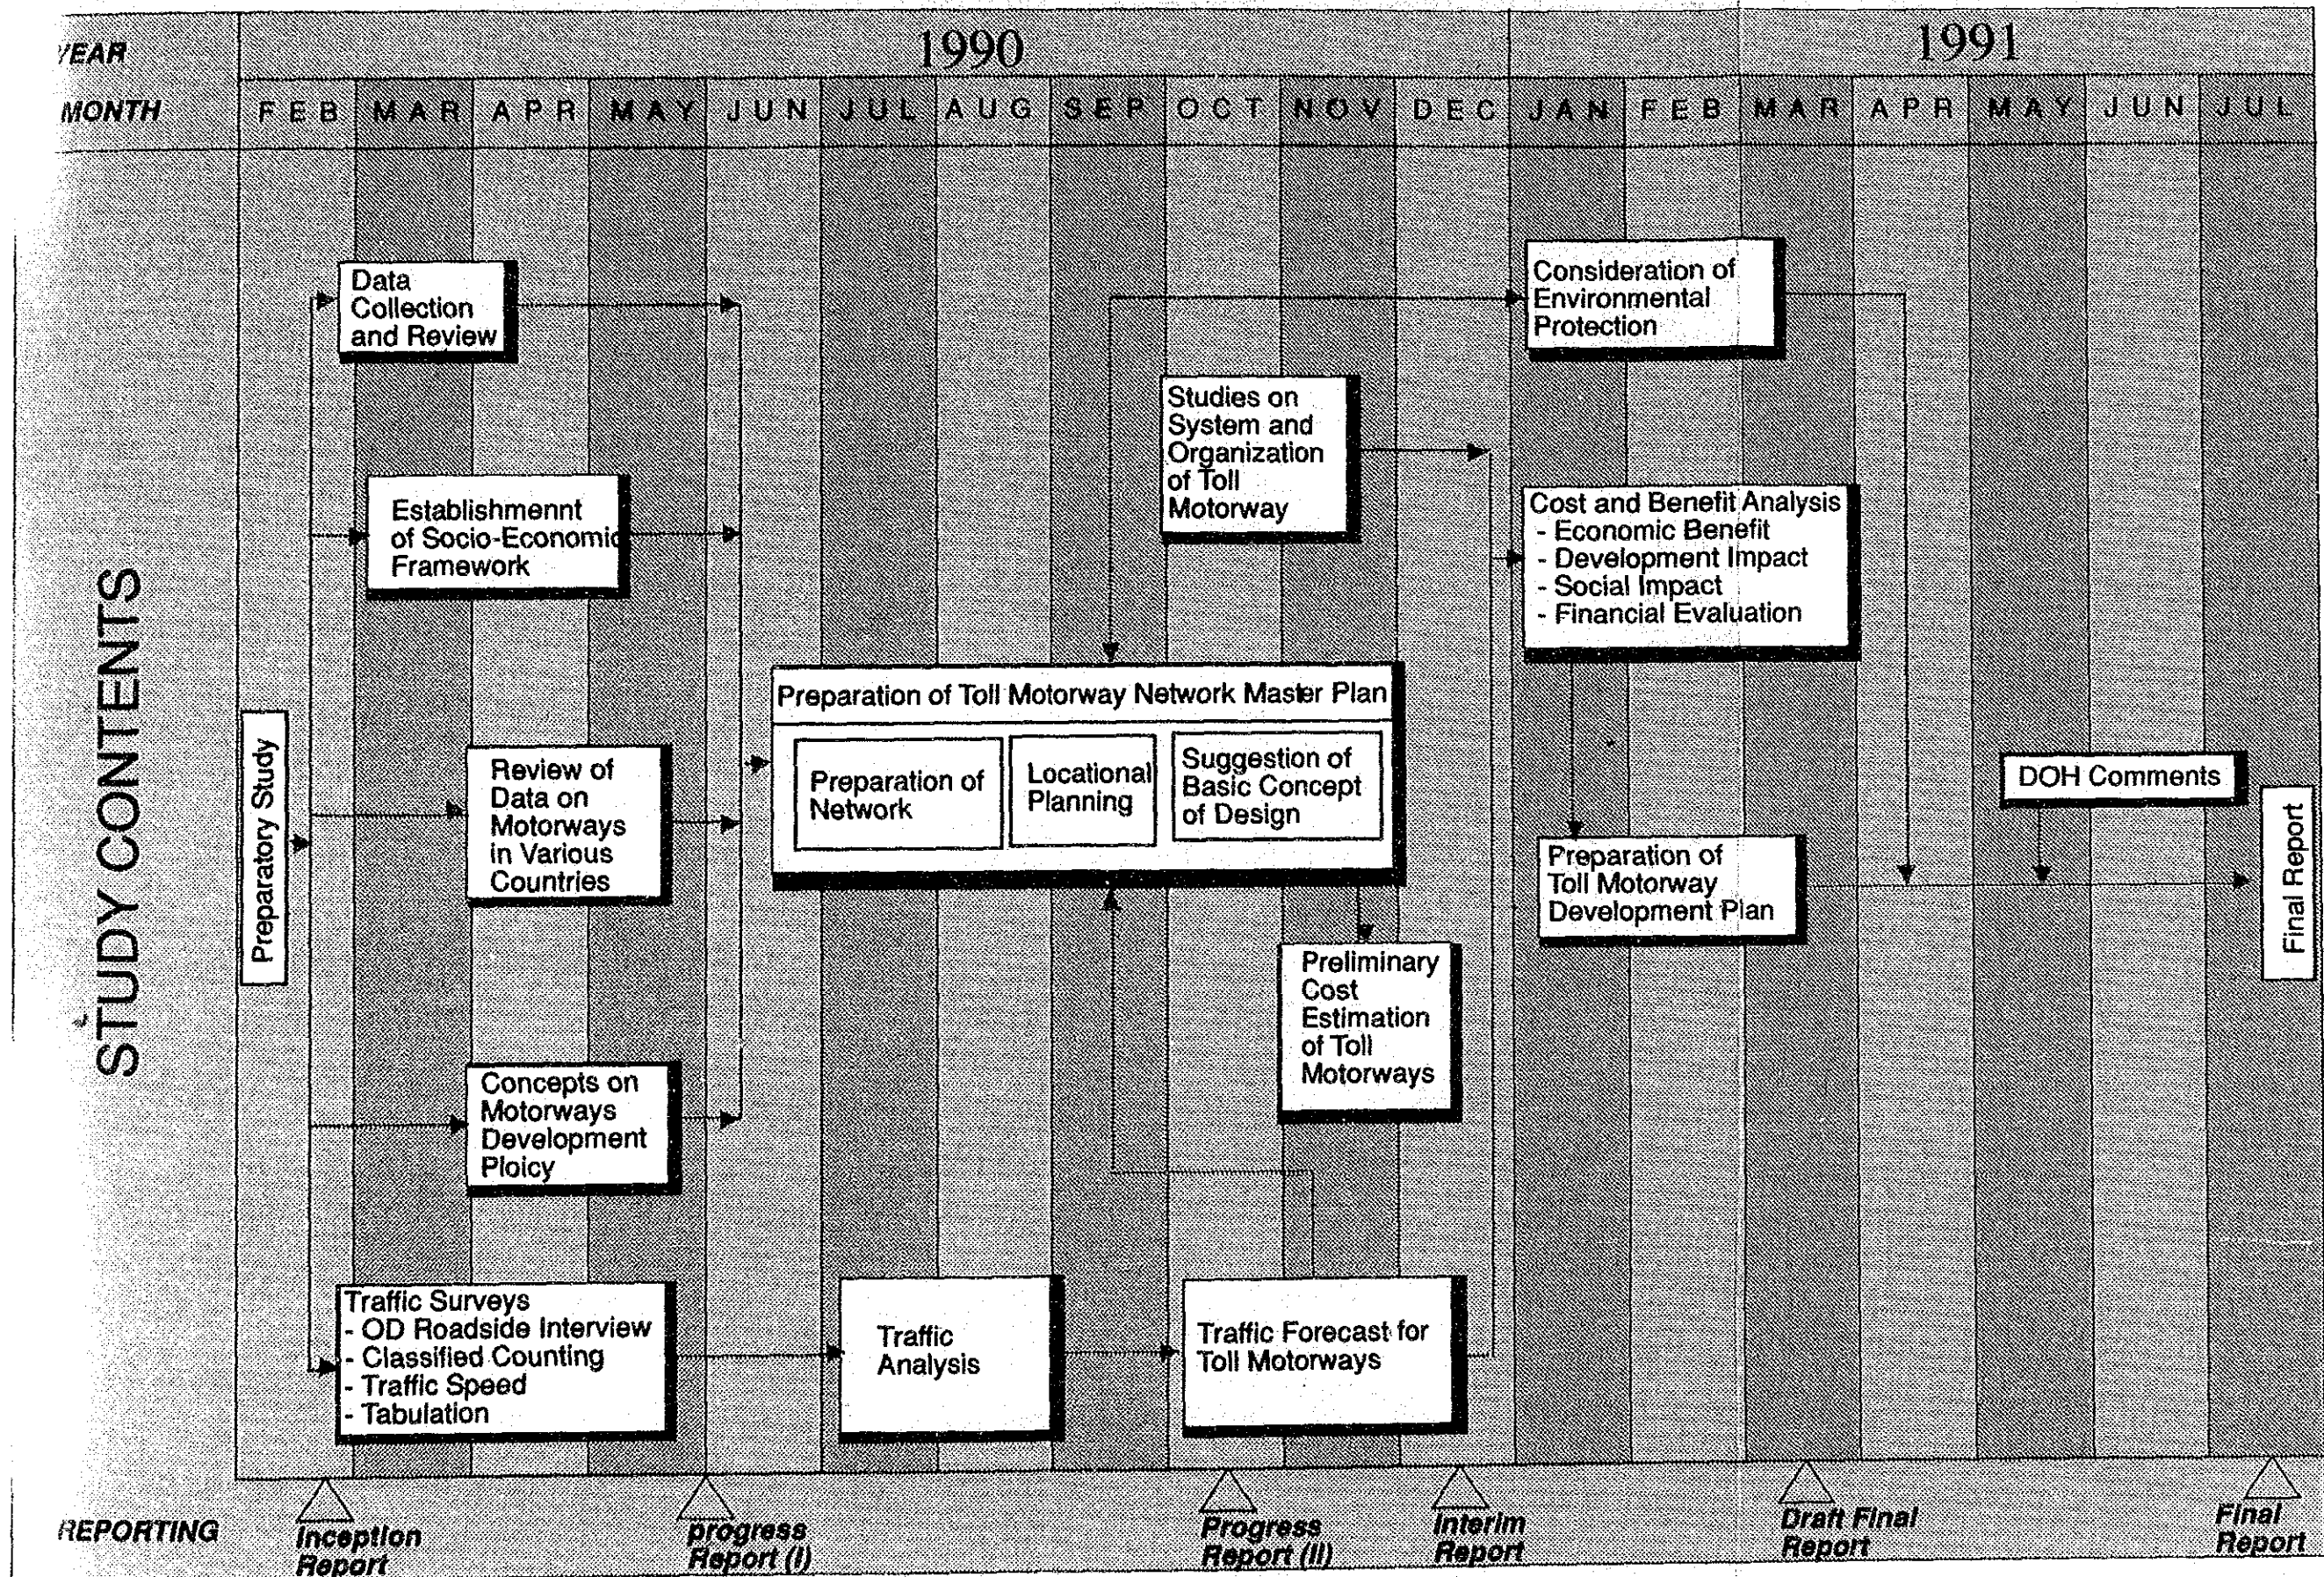 YEAR
1990
1991
MONTH
FEB MAR APR MAY JUN JUL AUG SEP OCT NOV DEC JAN FEB MAR APR MAY JUN JUL
STUDY CONTENTS
Preparatory Study
Data
Collection
and Review
Establishmennt
of Socio-Economic
Framework
Review of
Data on
Motorways
in Various
Countries
Concepts on
Motorways
Development
Ploicy
Traffic Surveys
- OD Roadside Interview
- Classified Counting
- Traffic Speed
- Tabulation
Preparation of Toll Motorway Network Master Plan
Preparation of
Network
Locational
Planning
Suggestion of
Basic Concept
of Design
Traffic
Analysis
Studies on
System and
Organization
of Toll
Motorway
Preliminary
Cost
Estimation
of Toll
Motorways
Traffic Forecast for
Toll Motorways
Consideration of
Environmental
Protection
Cost and Benefit Analysis
- Economic Benefit
- Development Impact
- Social Impact
- Financial Evaluation
Preparation of
Toll Motorway
Development Plan
DOH Comments
Final Report
REPORTING
Inception
Report
progress
Report (I)
Progress
Report (II)
Interim
Report
Draft Final
Report
Final
Report